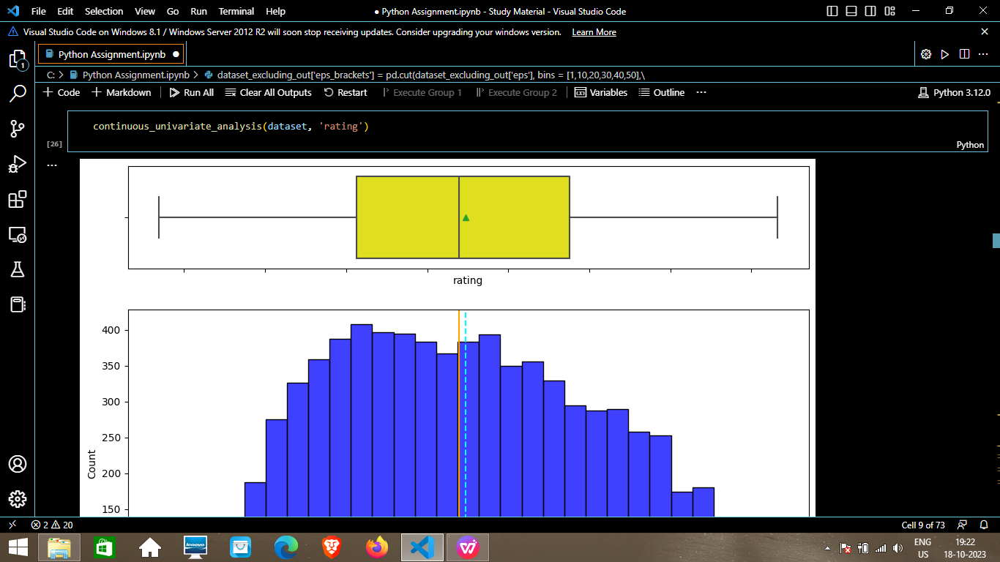 File Edit Selection View Go Run Terminal Help
● Python Assignment.ipynb - Study Material - Visual Studio Code
Visual Studio Code on Windows 8.1 / Windows Server 2012 R2 will soon stop receiving updates. Consider upgrading your windows version. Learn More
1
Python Assignment.ipynb ●
C: > Python Assignment.ipynb > dataset_excluding_out['eps_brackets'] = pd.cut(dataset_excluding_out['eps'], bins = [1,10,20,30,40,50],\
+ Code + Markdown Run All Clear All Outputs Restart Execute Group 1 Execute Group 2 Variables Outline ... Python 3.12.0
continuous_univariate_analysis(dataset, 'rating')
[26]
Python
rating
400
350
300
250
200
150
Count
2 20
Cell 9 of 73
lenovo
ENG
US
19:22
18-10-2023